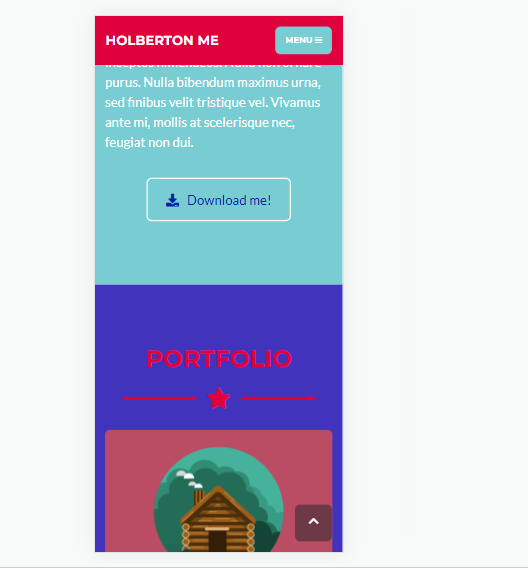 HOLBERTON ME
MENU
purus. Nulla bibendum maximus urna,
sed finibus velit tristique vel. Vivamus
ante mi, mollis at scelerisque nec,
feugiat non dui.
Download me!
PORTFOLIO